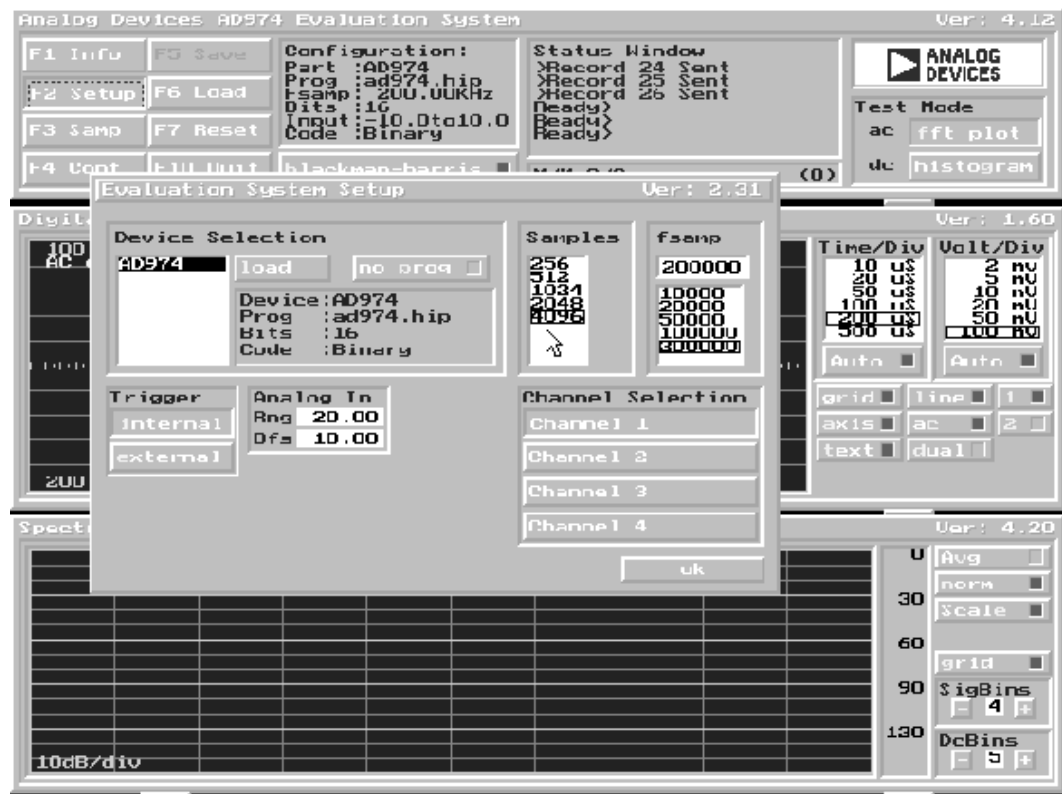 Analog Devices AD974 Evaluation System Ver: 4.12
F1 Info F5 Save
F2 Setup F6 Load
F3 Samp F7 Reset
F4 Cont F10 Quit
Configuration:
Part :AD974
Prog :ad974.hip
Fsamp: 200.00KHz
Bits :16
Input:-10.0to10.0
Code :Binary
blackman-harris
Status Window
>Record 24 Sent
>Record 25 Sent
>Record 26 Sent
Ready>
Ready>
Ready>
(0)
ANALOG
DEVICES
Test Mode
ac fft plot
dc histogram
Evaluation System Setup Ver: 2.31
Device Selection
AD974
load no prog
Device:AD974
Prog :ad974.hip
Bits :16
Code :Binary
Samples
256
512
1024
2048
4096
fsamp
200000
10000
20000
50000
100000
Trigger
internal
external
Analog In
Rng 20.00
Ofs 10.00
Channel Selection
Channel 1
Channel 2
Channel 3
Channel 4
ok
Ver: 1.60
100
AC
200
Time/Div Volt/Div
10 uS 2 mV
20 uS 5 mV
50 uS 10 mV
100 uS 20 mV
200 uS 50 mV
500 uS 100 mV
Auto Auto
grid line 1
axis ac 2
text dual
Ver: 4.20
0
30
60
90
130
10dB/div
Avg
norm
Scale
grid
SigBins
- 4 +
DcBins
- 5 +